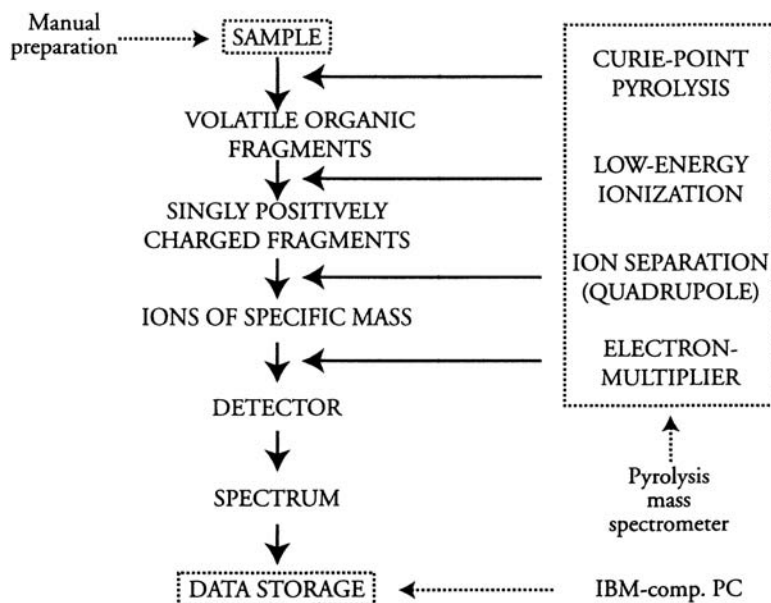 Manual
preparation
SAMPLE
CURIE-POINT
PYROLYSIS
VOLATILE ORGANIC
FRAGMENTS
LOW-ENERGY
IONIZATION
SINGLY POSITIVELY
CHARGED FRAGMENTS
ION SEPARATION
(QUADRUPOLE)
IONS OF SPECIFIC MASS
ELECTRON-
MULTIPLIER
DETECTOR
SPECTRUM
Pyrolysis
mass
spectrometer
DATA STORAGE
IBM-comp. PC